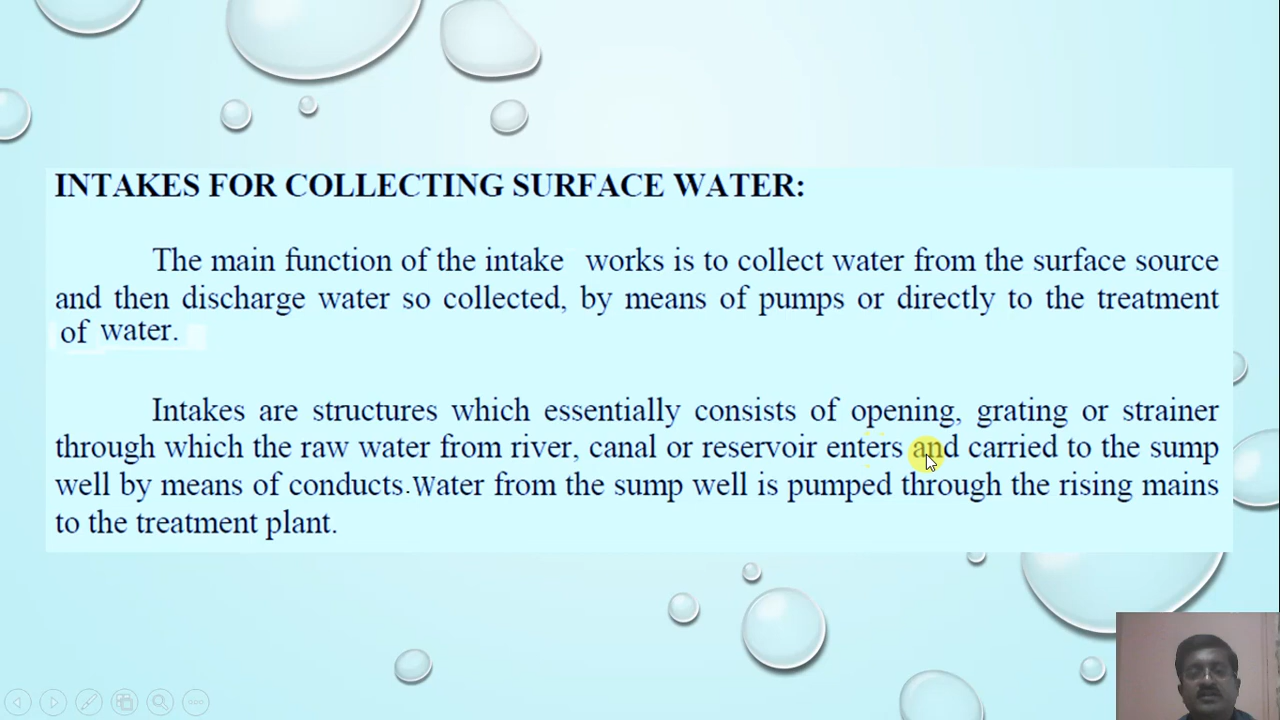 INTAKES FOR COLLECTING SURFACE WATER:
The main function of the intake works is to collect water from the surface source
and then discharge water so collected, by means of pumps or directly to the treatment
of water.
Intakes are structures which essentially consists of opening, grating or strainer
through which the raw water from river, canal or reservoir enters and carried to the sump
well by means of conducts.Water from the sump well is pumped through the rising mains
to the treatment plant.